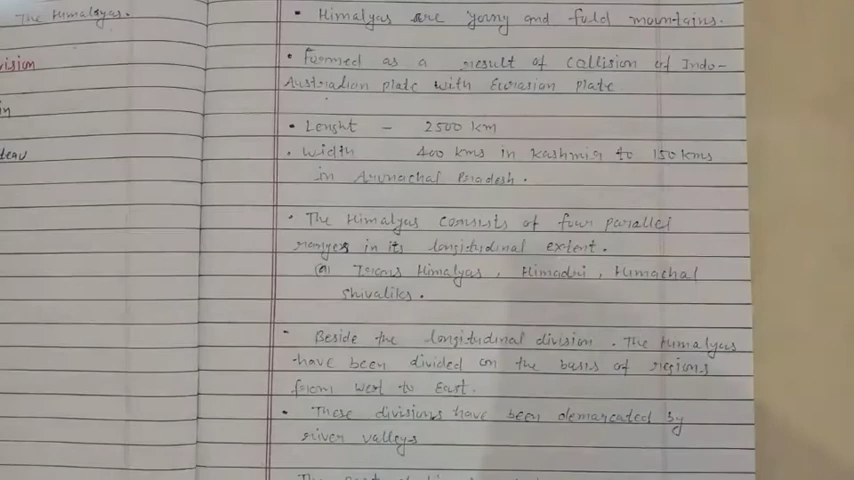 The Himalayas.
vision
in
teau
• Himalyas are young and fold mountains.
• Formed as a result of Collision of Indo-
Australian plate with Eurasian plate
• Lenght – 2500 km
• Width 400 kms in Kashmir to 150 kms
in Arunachal Pradesh.
• The Himalyas consists of four parallel
ranges in its longitudinal extent.
Trans Himalyas, Himadri, Himachal
Shivaliks.
- Beside the longitudinal division. The Himalyas
have been divided on the basis of regions
from West to East.
• These divisions have been demarcated by
river valleys